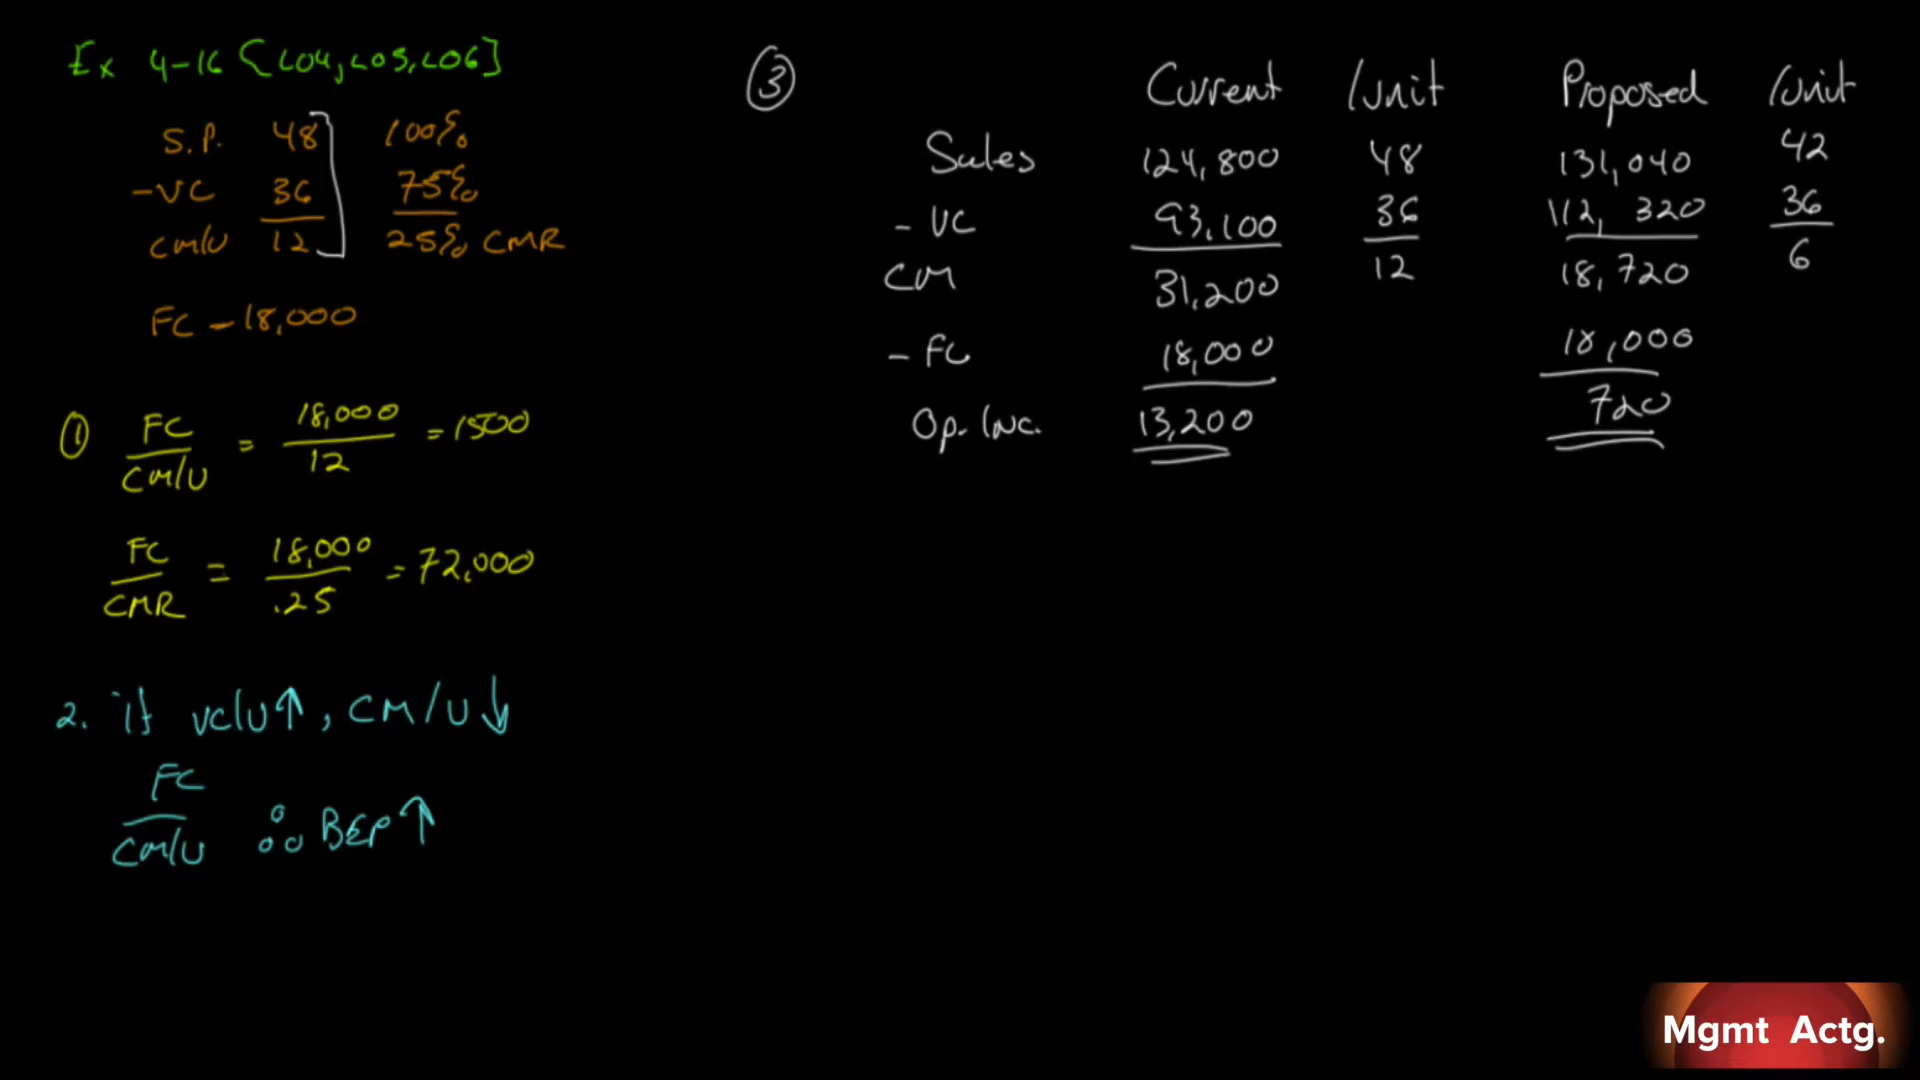 Ex 4-16 {LO4, LO5, LO6]
S.P. 48 100%
-VC 36 75%
CM/U 12 25% CMR
FC - 18,000
① FC/CM/U = 18,000/12 = 1500
FC/CMR = 18,000/.25 = 72,000
2. if VC/U↑, CM/U↓
FC/CM/U ∴ BEP↑
③ Current /unit Proposed /unit
Sales 124,800 48 131,040 42
- VC 93,100 36 112,320 36
CM 31,200 12 18,720 6
- FC 18,000 18,000
Op. Inc. 13,200 720
Mgmt Actg.